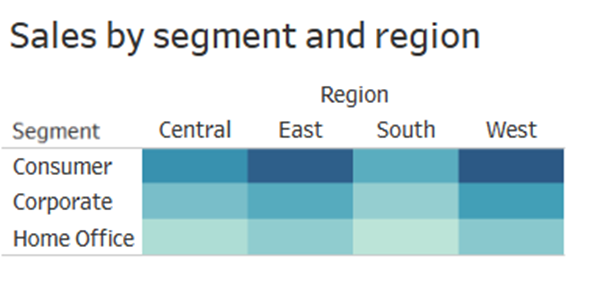 Sales by segment and region
Region
Segment Central East South West
Consumer
Corporate
Home Office